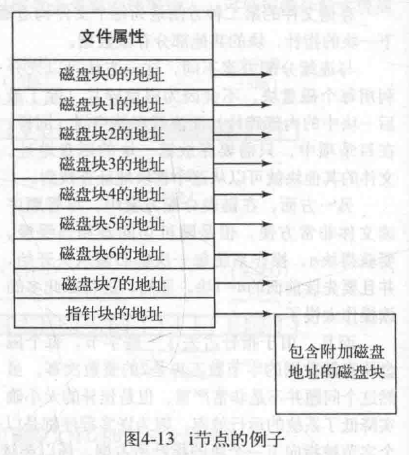 文件属性
磁盘块0的地址
磁盘块1的地址
磁盘块2的地址
磁盘块3的地址
磁盘块4的地址
磁盘块5的地址
磁盘块6的地址
磁盘块7的地址
指针块的地址
包含附加磁盘
地址的磁盘块
图4-13 i节点的例子